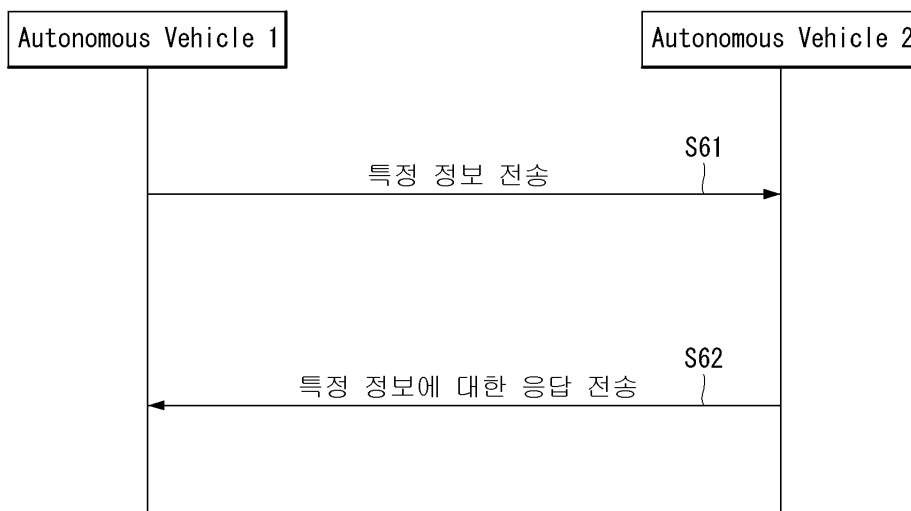 Autonomous Vehicle 1
Autonomous Vehicle 2
S61
특정 정보 전송
S62
특정 정보에 대한 응답 전송